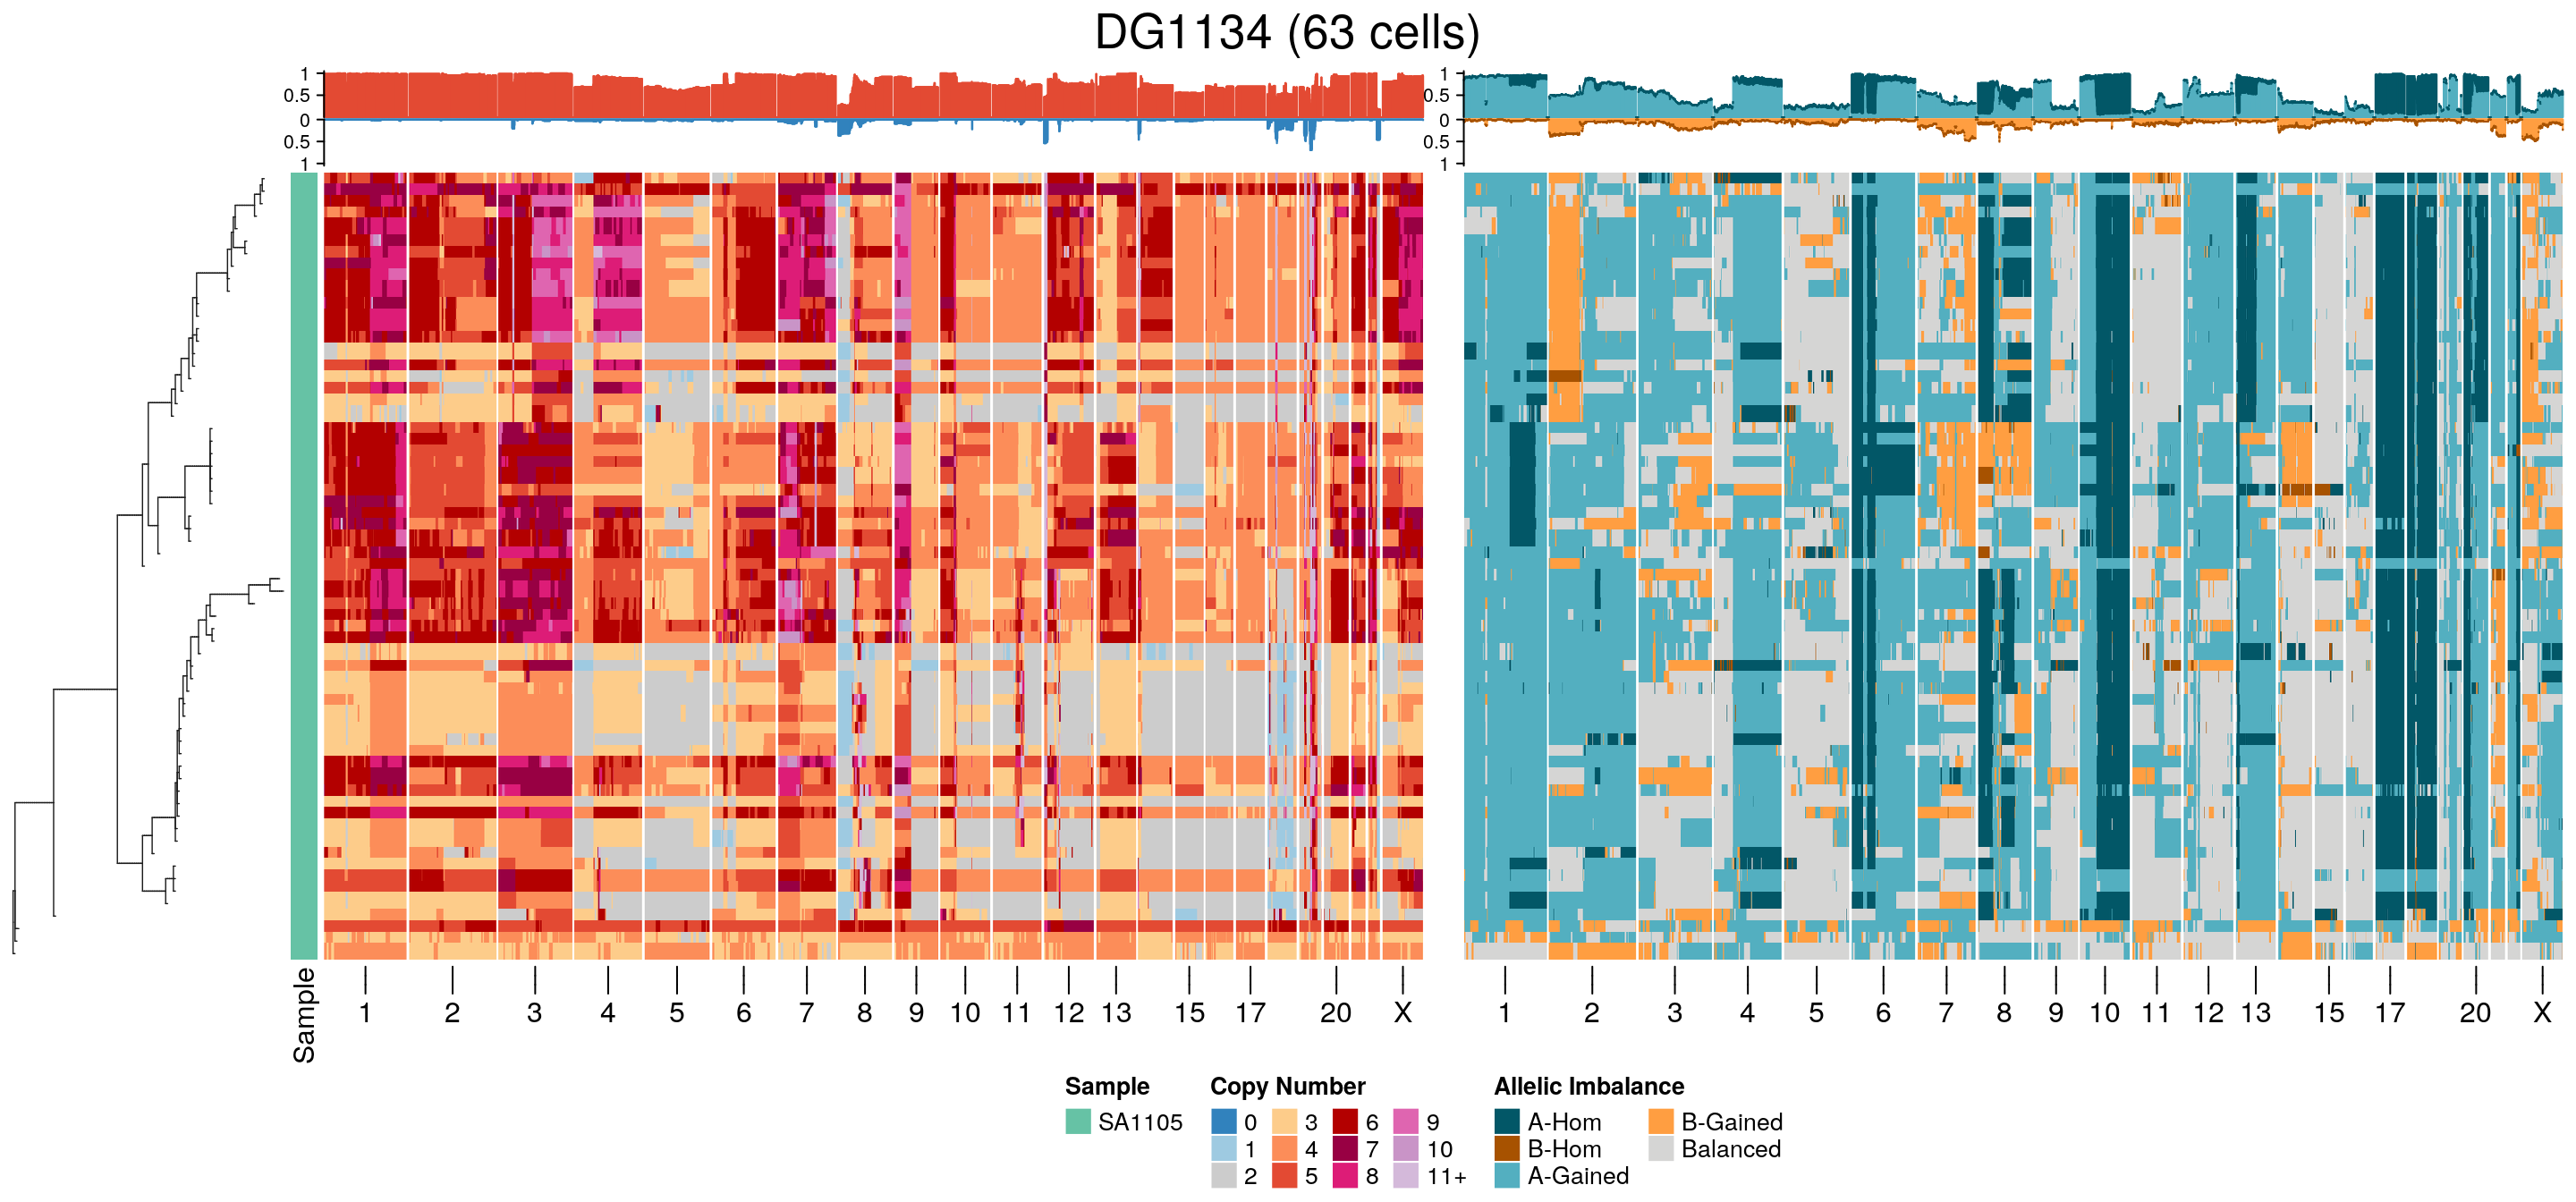 DG1134 (63 cells)
1
0.5
0
0.5
1
1
0.5
0
0.5
1
Sample
1 2 3 4 5 6 7 8 9 10 11 12 13 15 17 20 X
1 2 3 4 5 6 7 8 9 10 11 12 13 15 17 20 X
Sample Copy Number Allelic Imbalance
SA1105 0 3 6 9 A-Hom B-Gained
1 4 7 10 B-Hom Balanced
2 5 8 11+ A-Gained